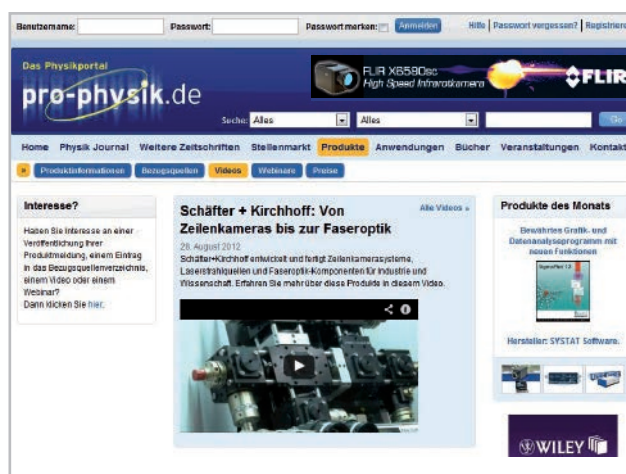 Benutzername:
Passwort:
Passwort merken:
Anmelden
Hilfe | Passwort vergessen? | Registriere
Das Physikportal
pro-physik.de
FLIR X6580sc
High Speed Infrarotkamera
FLIR
Suche:
Alles
Alles
Go
Home Physik Journal Weitere Zeitschriften Stellenmarkt Produkte Anwendungen Bücher Veranstaltungen Kontakt
» Produktinformationen Bezugsquellen Videos Webinare Preise
Interesse?
Haben Sie Interesse an einer
Veröffentlichung Ihrer
Produktmeldung, einem Eintrag
in das Bezugsquellenverzeichnis,
einem Video oder einem
Webinar?
Dann klicken Sie hier.
Alle Videos »
Schäfter + Kirchhoff: Von
Zeilenkameras bis zur Faseroptik
28. August 2012
Schäfter+Kirchhoff entwickelt und fertigt Zeilenkamerasysteme,
Laserstrahlquellen und Faseroptik-Komponenten für Industrie und
Wissenschaft. Erfahren Sie mehr über diese Produkte in diesem Video.
Produkte des Monats
Bewährtes Grafik- und
Datenanalyseprogramm mit
neuen Funktionen
Hersteller: SYSTAT Software.
WILEY